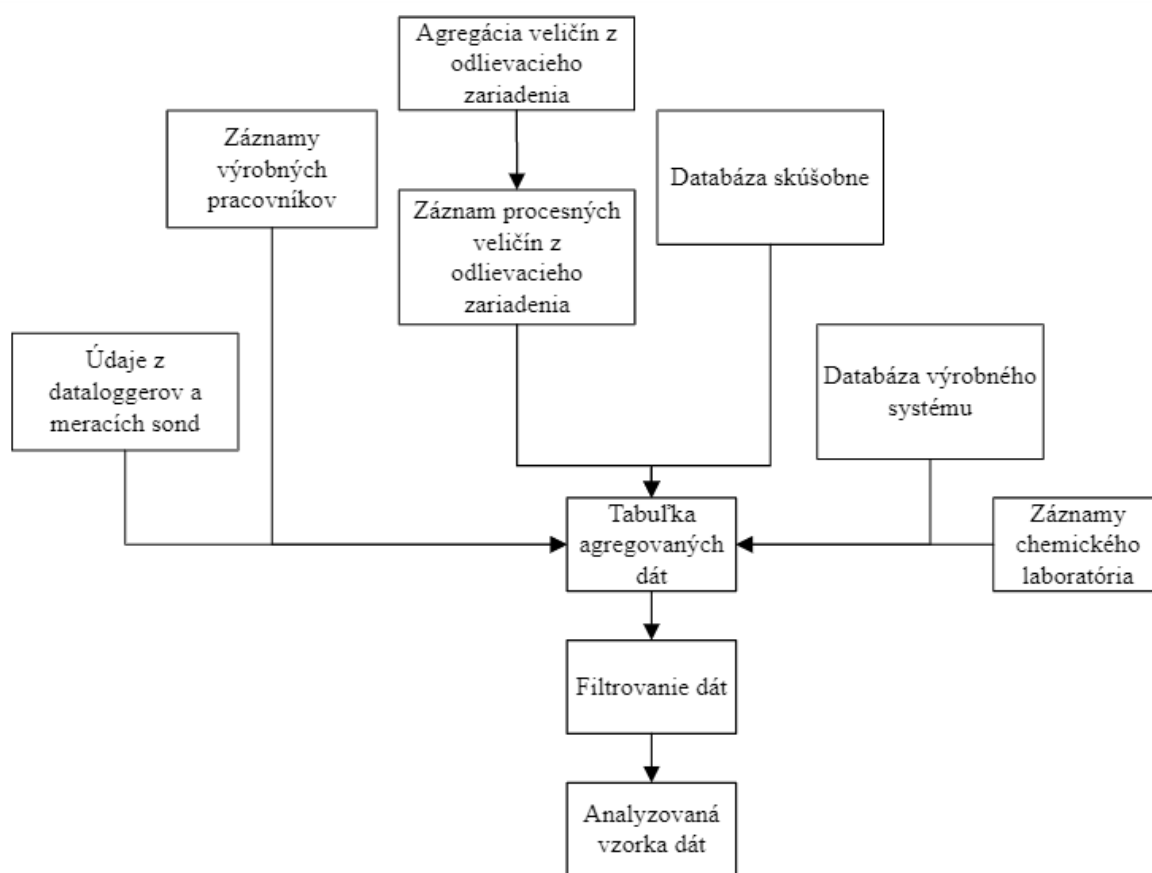 Agregácia veličín z
odlievacieho
zariadenia
Záznamy
výrobných
pracovníkov
Databáza skúšobne
Záznam procesných
veličín z
odlievacieho
zariadenia
Údaje z
dataloggerov a
meracích sond
Databáza výrobného
systému
Tabuľka
agregovaných
dát
Záznamy
chemického
laboratória
Filtrovanie dát
Analyzovaná
vzorka dát